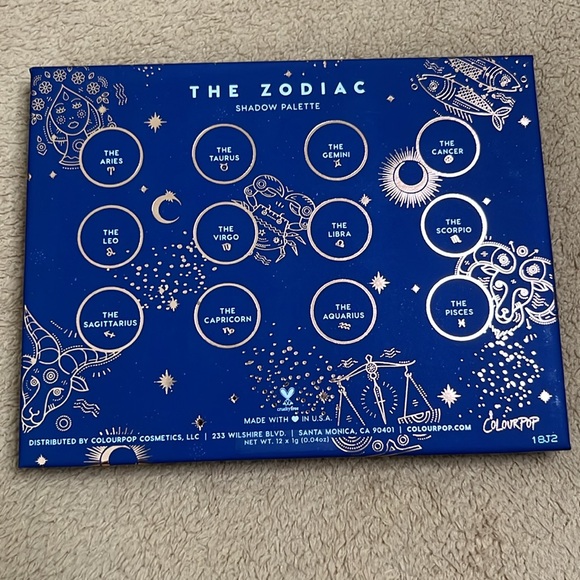 THE ZODIAC
SHADOW PALETTE
THE ARIES ♈
THE TAURUS ♉
THE GEMINI ♊
THE CANCER ♋
THE LEO ♌
THE VIRGO ♍
THE LIBRA ♎
THE SCORPIO ♏
THE SAGITTARIUS ♐
THE CAPRICORN ♑
THE AQUARIUS ♒
THE PISCES ♓
crueltyfree
MADE WITH ♥ IN U.S.A.
COLOURPOP
DISTRIBUTED BY COLOURPOP COSMETICS, LLC | 233 WILSHIRE BLVD. | SANTA MONICA, CA 90401 | COLOURPOP.COM
NET. WT. 12 x 1g (0.04oz)
18J2